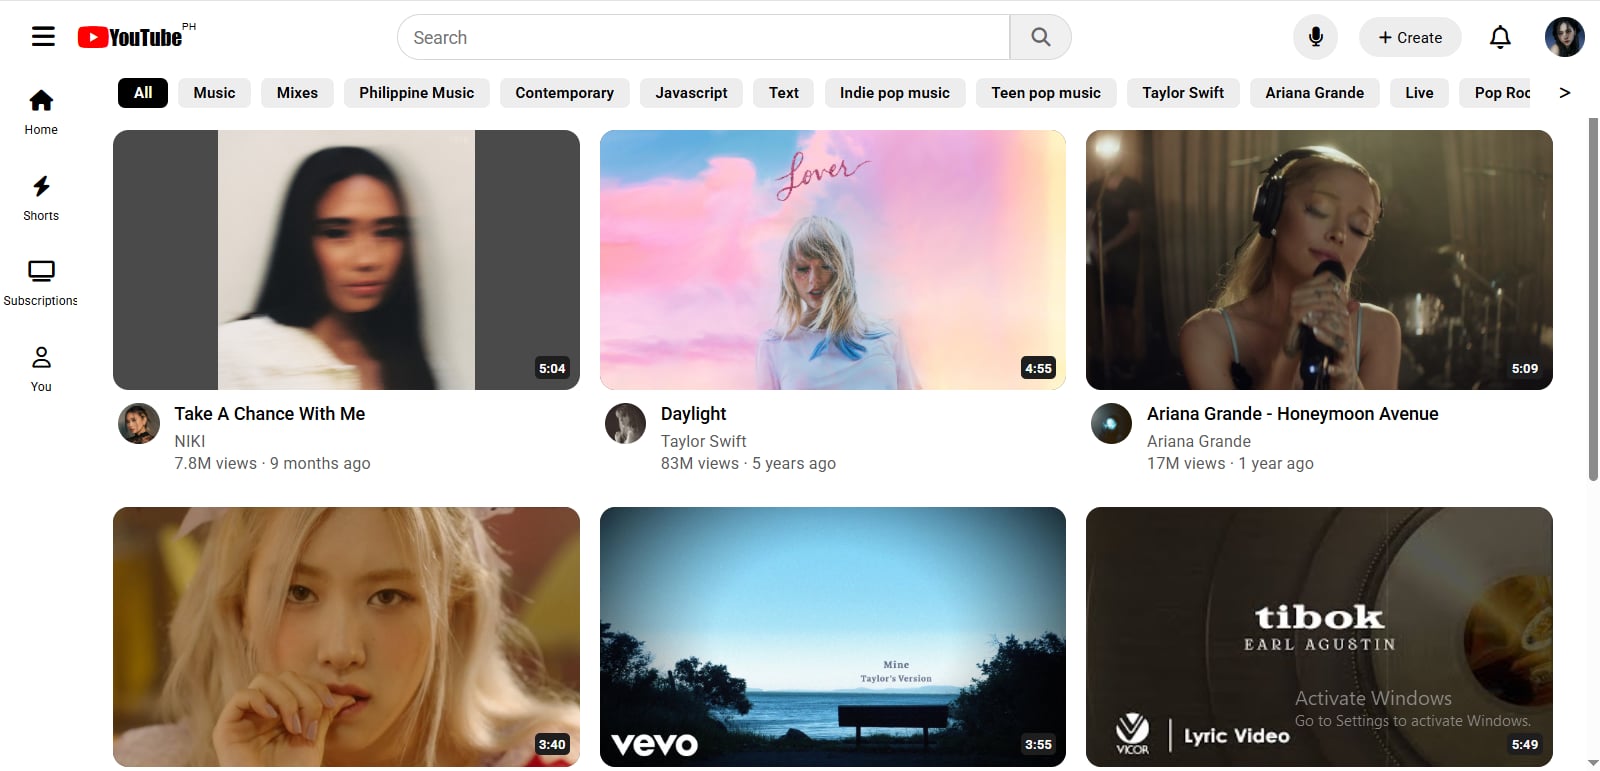 YouTube PH
Search
+ Create
All Music Mixes Philippine Music Contemporary Javascript Text Indie pop music Teen pop music Taylor Swift Ariana Grande Live Pop Roc >
Home
Shorts
Subscriptions
You
Lover
5:04
4:55
5:09
Take A Chance With Me
NIKI
7.8M views · 9 months ago
Daylight
Taylor Swift
83M views · 5 years ago
Ariana Grande - Honeymoon Avenue
Ariana Grande
17M views · 1 year ago
3:40
Mine
Taylor's Version
vevo
3:55
tibok
EARL AGUSTIN
VICOR
Lyric Video
5:49
Activate Windows
Go to Settings to activate Windows.